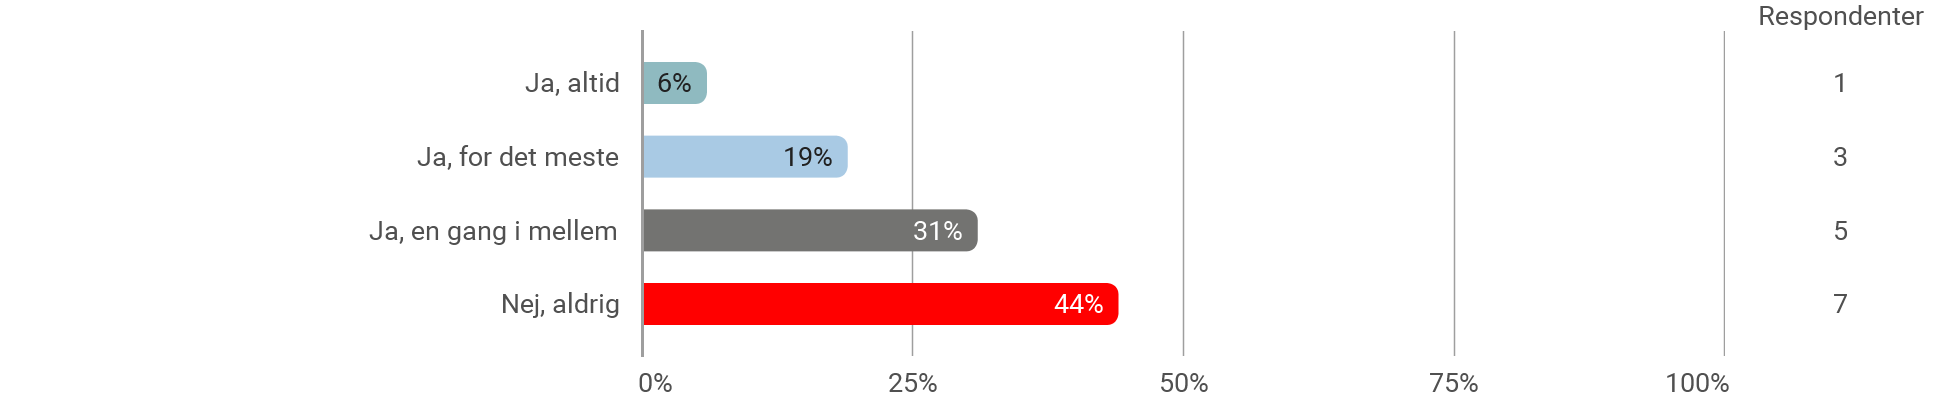 Respondenter
Ja, altid 6% 1
Ja, for det meste 19% 3
Ja, en gang i mellem 31% 5
Nej, aldrig 44% 7
0% 25% 50% 75% 100%